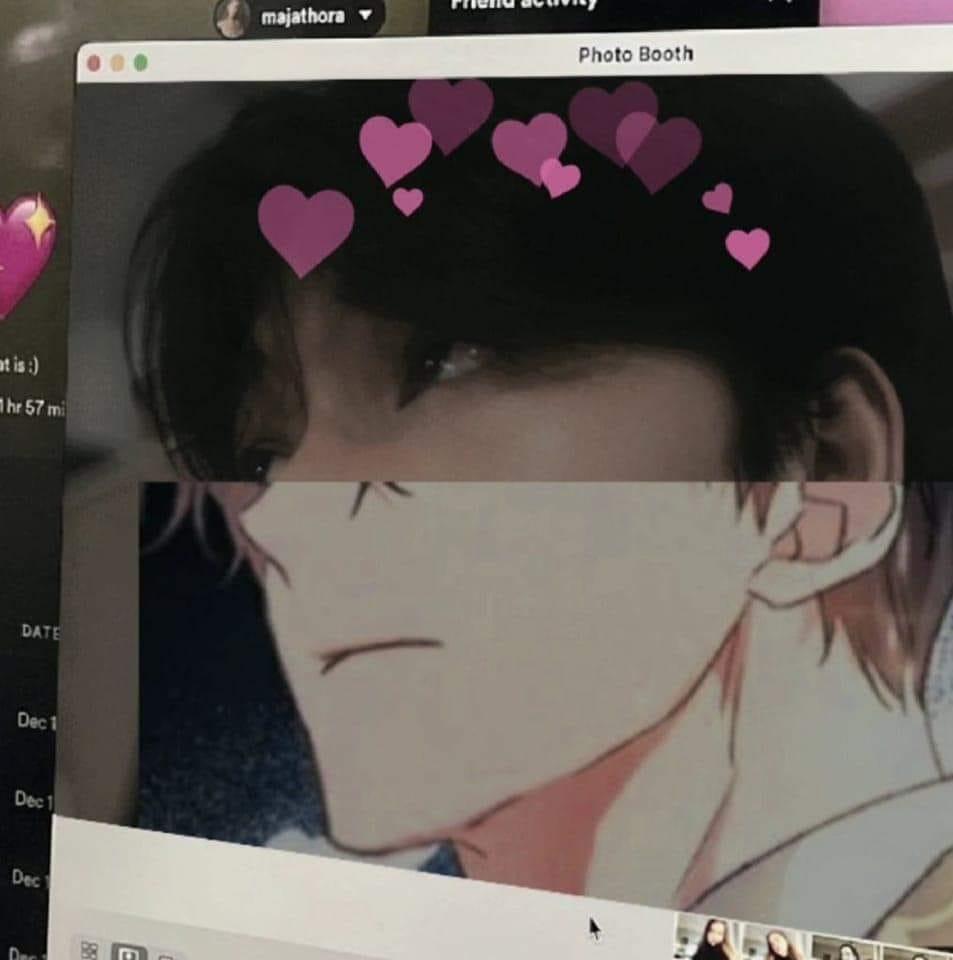 majathora
Photo Booth
at is :)
1 hr 57 mi
DATE
Dec 1
Dec 1
Dec